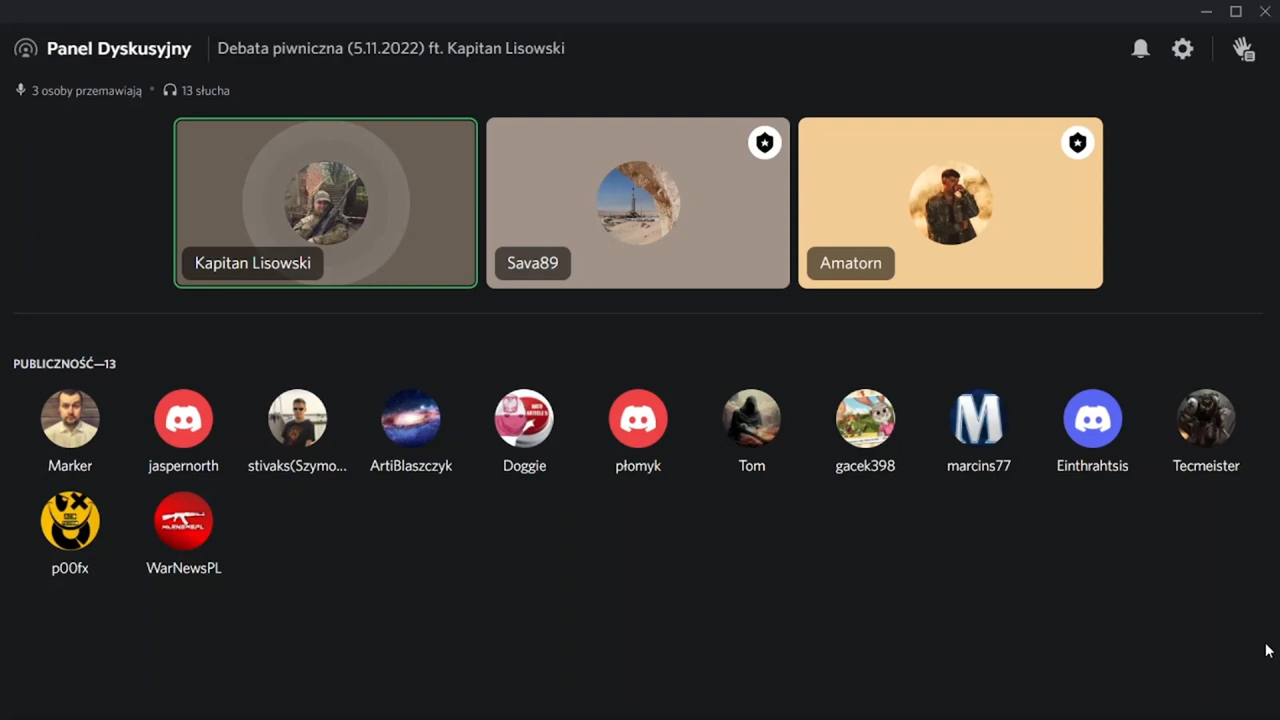 Panel Dyskusyjny
Debata piwniczna (5.11.2022) ft. Kapitan Lisowski
3 osoby przemawiają • 13 słucha
Kapitan Lisowski
Sava89
Amatorn
PUBLICZNOŚĆ—13
Marker
jaspernorth
stivaks(Szymo...
ArtiBlaszczyk
Doggie
płomyk
Tom
gacek398
marcins77
Einthrahtsis
Tecmeister
M
WARNEWSPL
p00fx
WarNewsPL